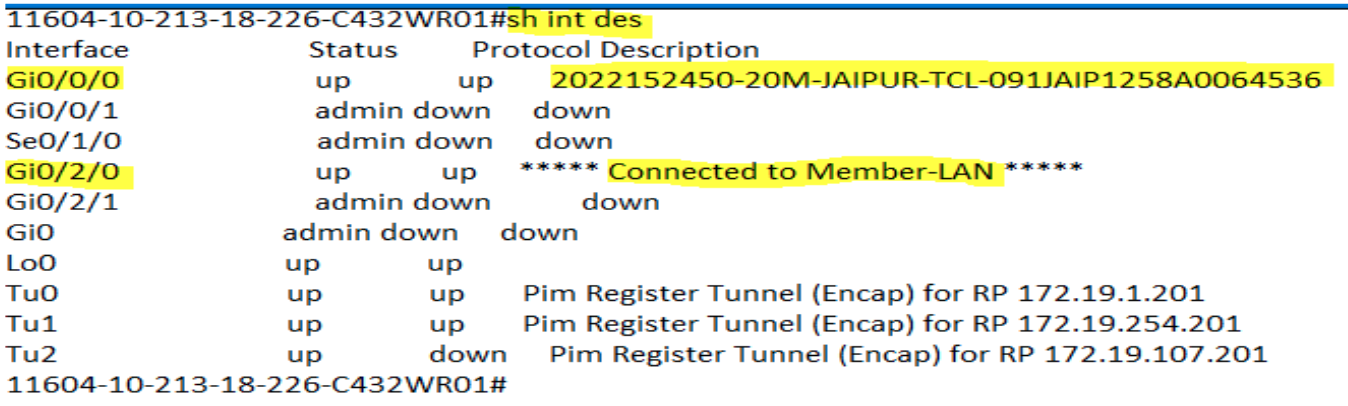 11604-10-213-18-226-C432WR01#sh int des
Interface Status Protocol Description
Gi0/0/0 up up 2022152450-20M-JAIPUR-TCL-091JAIP1258A0064536
Gi0/0/1 admin down down
Se0/1/0 admin down down
Gi0/2/0 up up ***** Connected to Member-LAN *****
Gi0/2/1 admin down down
Gi0 admin down down
Lo0 up up
Tu0 up up Pim Register Tunnel (Encap) for RP 172.19.1.201
Tu1 up up Pim Register Tunnel (Encap) for RP 172.19.254.201
Tu2 up down Pim Register Tunnel (Encap) for RP 172.19.107.201
11604-10-213-18-226-C432WR01#